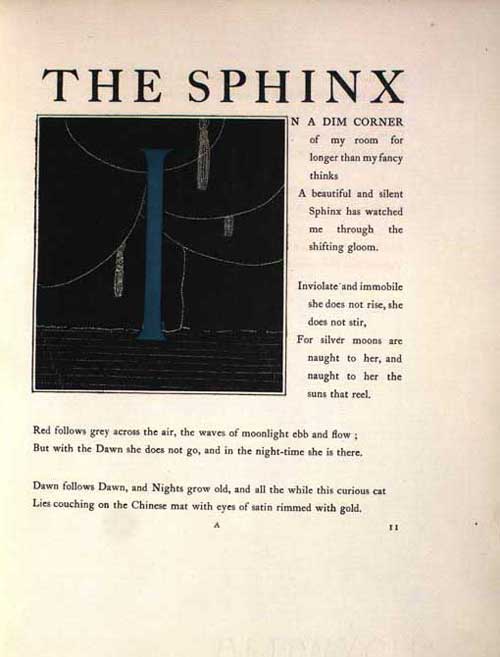 THE SPHINX
IN A DIM CORNER
of my room for
longer than my fancy
thinks
A beautiful and silent
Sphinx has watched
me through the
shifting gloom.
Inviolate and immobile
she does not rise, she
does not stir,
For silver moons are
naught to her, and
naught to her the
suns that reel.
Red follows grey across the air, the waves of moonlight ebb and flow ;
But with the Dawn she does not go, and in the night-time she is there.
Dawn follows Dawn, and Nights grow old, and all the while this curious cat
Lies couching on the Chinese mat with eyes of satin rimmed with gold.
A 11